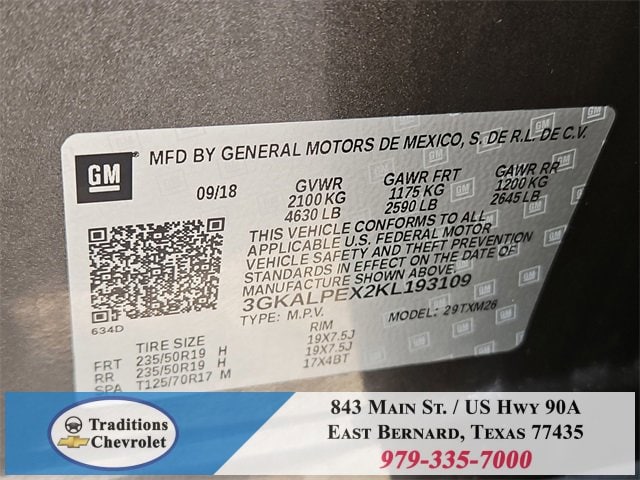 GM
MFD BY GENERAL MOTORS DE MEXICO, S. DE R.L. DE C.V.
09/18 GVWR GAWR FRT GAWR RR
2100 KG 1175 KG 1200 KG
4630 LB 2590 LB 2645 LB
THIS VEHICLE CONFORMS TO ALL
APPLICABLE U.S. FEDERAL MOTOR
VEHICLE SAFETY AND THEFT PREVENTION
STANDARDS IN EFFECT ON THE DATE OF
MANUFACTURE SHOWN ABOVE.
3GKALPEX2KL193109
634D
TYPE: M.P.V. MODEL: 29TXM26
TIRE SIZE RIM
FRT 235/50R19 H 19X7.5J
RR 235/50R19 H 19X7.5J
SPA T125/70R17 M 17X4BT
Traditions
Chevrolet
843 Main St. / US Hwy 90A
East Bernard, Texas 77435
979-335-7000